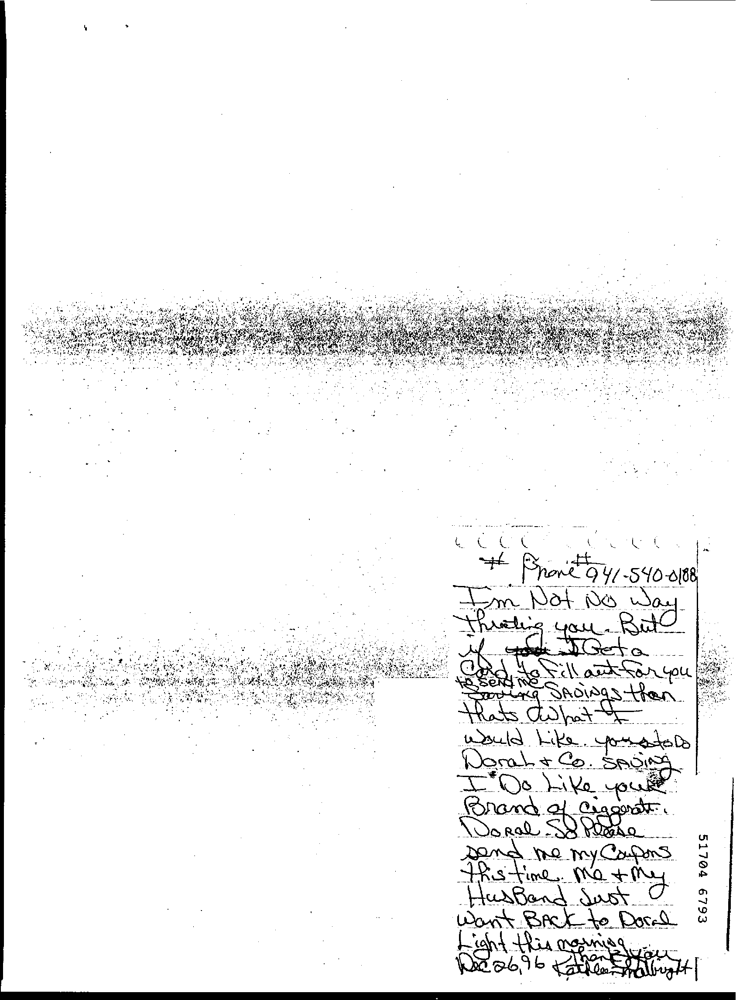 # Phone # 941-540-0188
I'm Not No Way
thrating you. But
if I Get a
Card to Fill out for you
to send me
Saving SAVings then
thats what I
would Like you to Do
Doral + Co. SAVing
I Do Like your
Brand of Ciggerate.
DoRal. So Please
send me my Coupons
this time. Me + My
HusBand Just
Want BACK to Doral
Light this morning
Thank you
Dec 26, 96 Kathleen
51704 6793